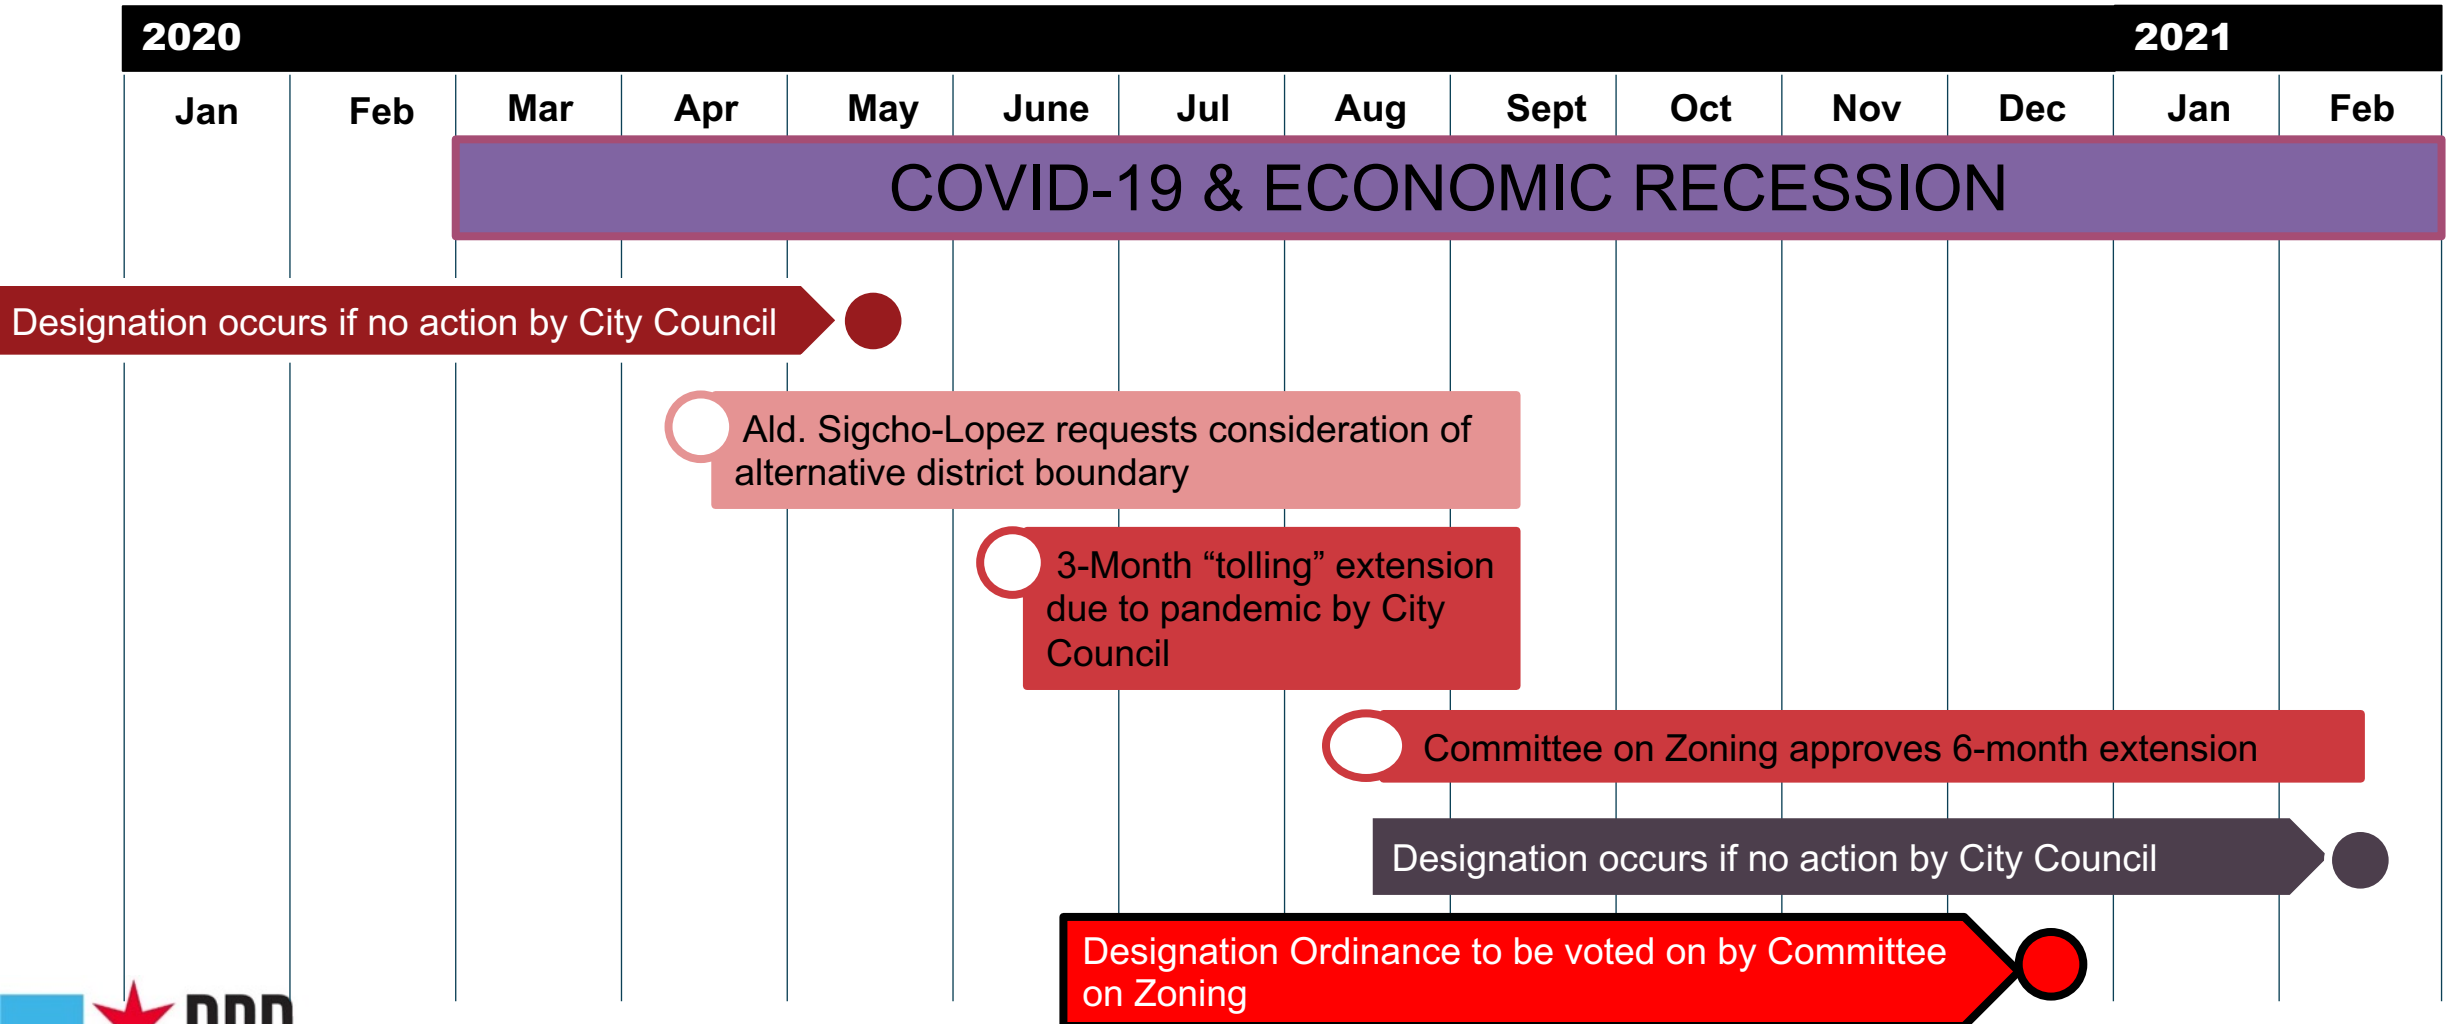 2020 2021
Jan Feb Mar Apr May June Jul Aug Sept Oct Nov Dec Jan Feb
COVID-19 & ECONOMIC RECESSION
Designation occurs if no action by City Council
Ald. Sigcho-Lopez requests consideration of
alternative district boundary
3-Month “tolling” extension
due to pandemic by City
Council
Committee on Zoning approves 6-month extension
Designation occurs if no action by City Council
Designation Ordinance to be voted on by Committee
on Zoning